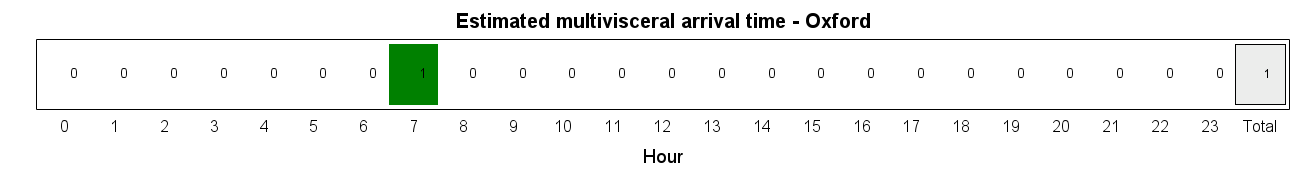 Estimated multivisceral arrival time - Oxford
0 0 0 0 0 0 0 1 0 0 0 0 0 0 0 0 0 0 0 0 0 0 0 0 1
0 1 2 3 4 5 6 7 8 9 10 11 12 13 14 15 16 17 18 19 20 21 22 23 Total
Hour